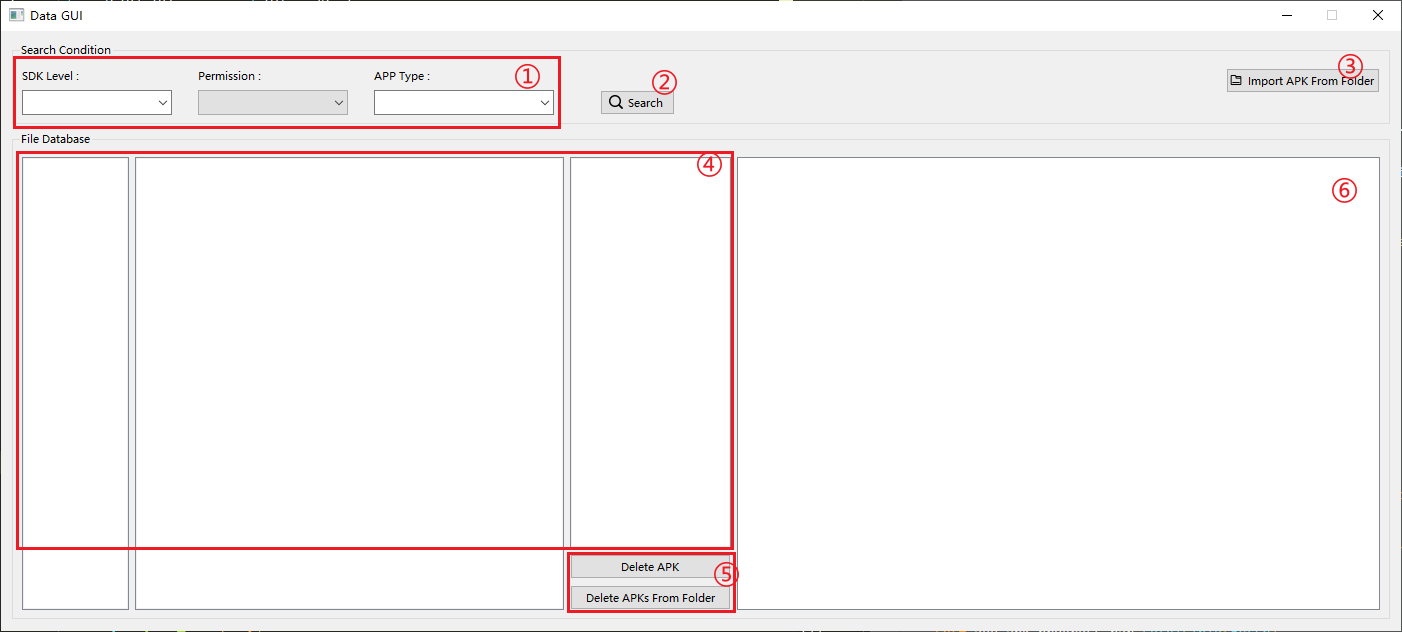 Data GUI
Search Condition
SDK Level :
Permission :
APP Type :
①
②
Search
③
Import APK From Folder
File Database
④
⑥
Delete APK
⑤
Delete APKs From Folder